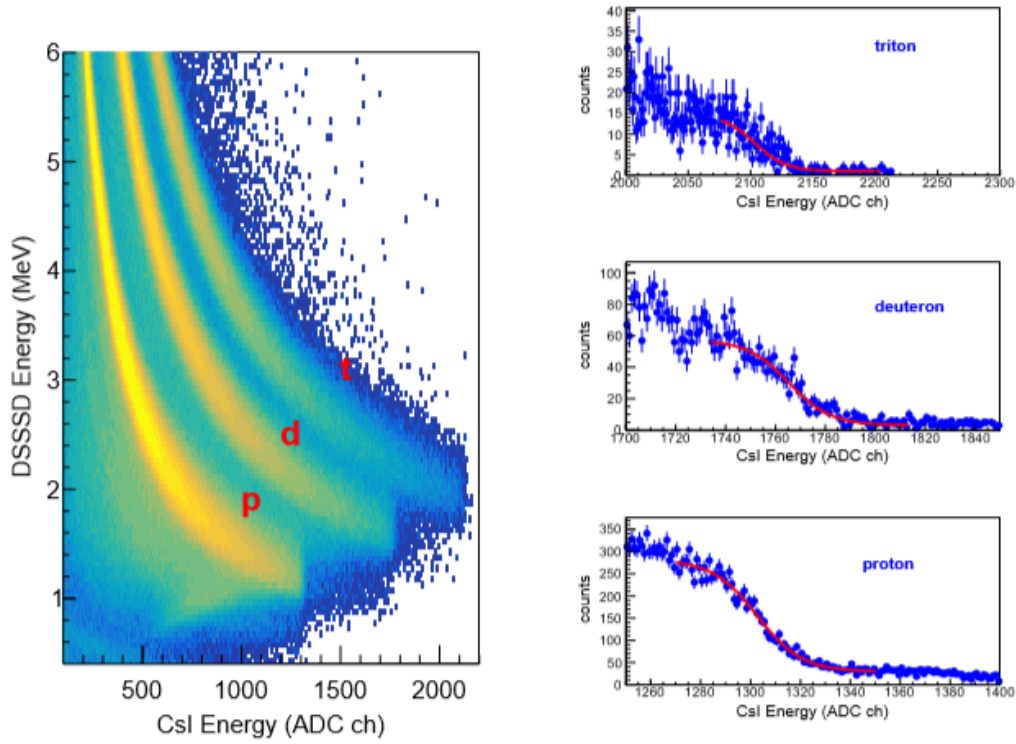 6
5
4
3
2
1
DSSSD Energy (MeV)
t
d
p
500 1000 1500 2000
CsI Energy (ADC ch)
40
35
30
25
20
15
10
5
0
counts
triton
2000 2050 2100 2150 2200 2250 2300
CsI Energy (ADC ch)
100
80
60
40
20
0
counts
deuteron
1700 1720 1740 1760 1780 1800 1820 1840
CsI Energy (ADC ch)
350
300
250
200
150
100
50
0
counts
proton
1260 1280 1300 1320 1340 1360 1380 1400
CsI Energy (ADC ch)